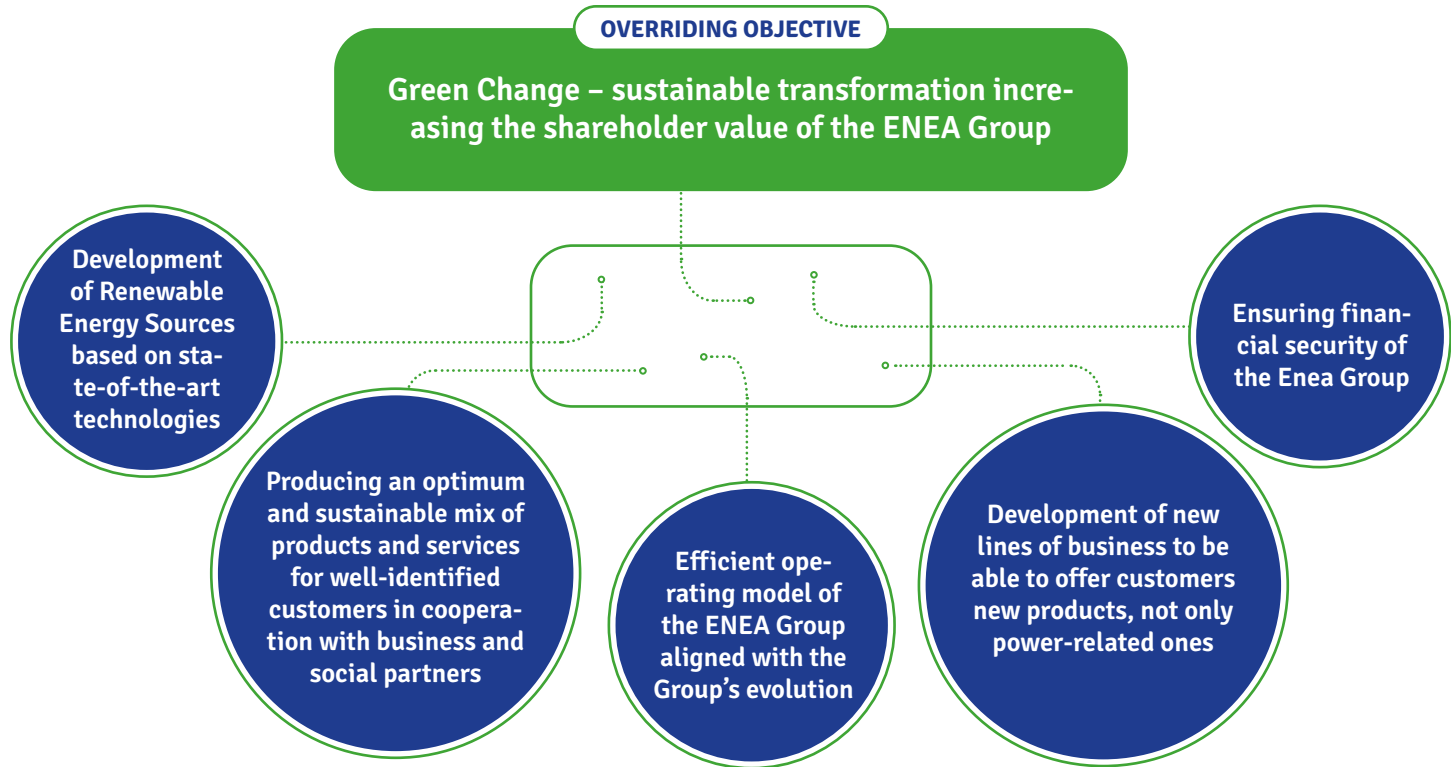 OVERRIDING OBJECTIVE
Green Change – sustainable transformation incre-
asing the shareholder value of the ENEA Group
Development
of Renewable
Energy Sources
based on sta-
te-of-the-art
technologies
Producing an optimum
and sustainable mix of
products and services
for well-identified
customers in coopera-
tion with business and
social partners
Efficient ope-
rating model of
the ENEA Group
aligned with the
Group’s evolution
Development of new
lines of business to be
able to offer customers
new products, not only
power-related ones
Ensuring finan-
cial security of
the Enea Group